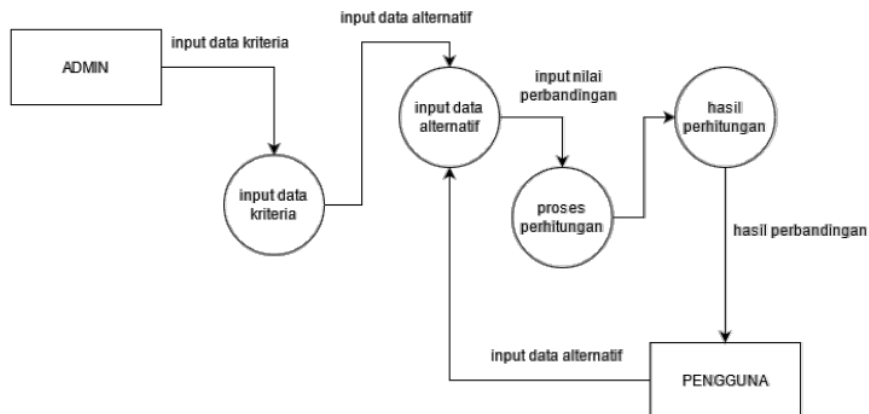 input data alternatif
input data kriteria
ADMIN
input data
alternatif
input nilai
perbandingan
hasil
perhitungan
input data
kriteria
proses
perhitungan
hasil perbandingan
input data alternatif
PENGGUNA